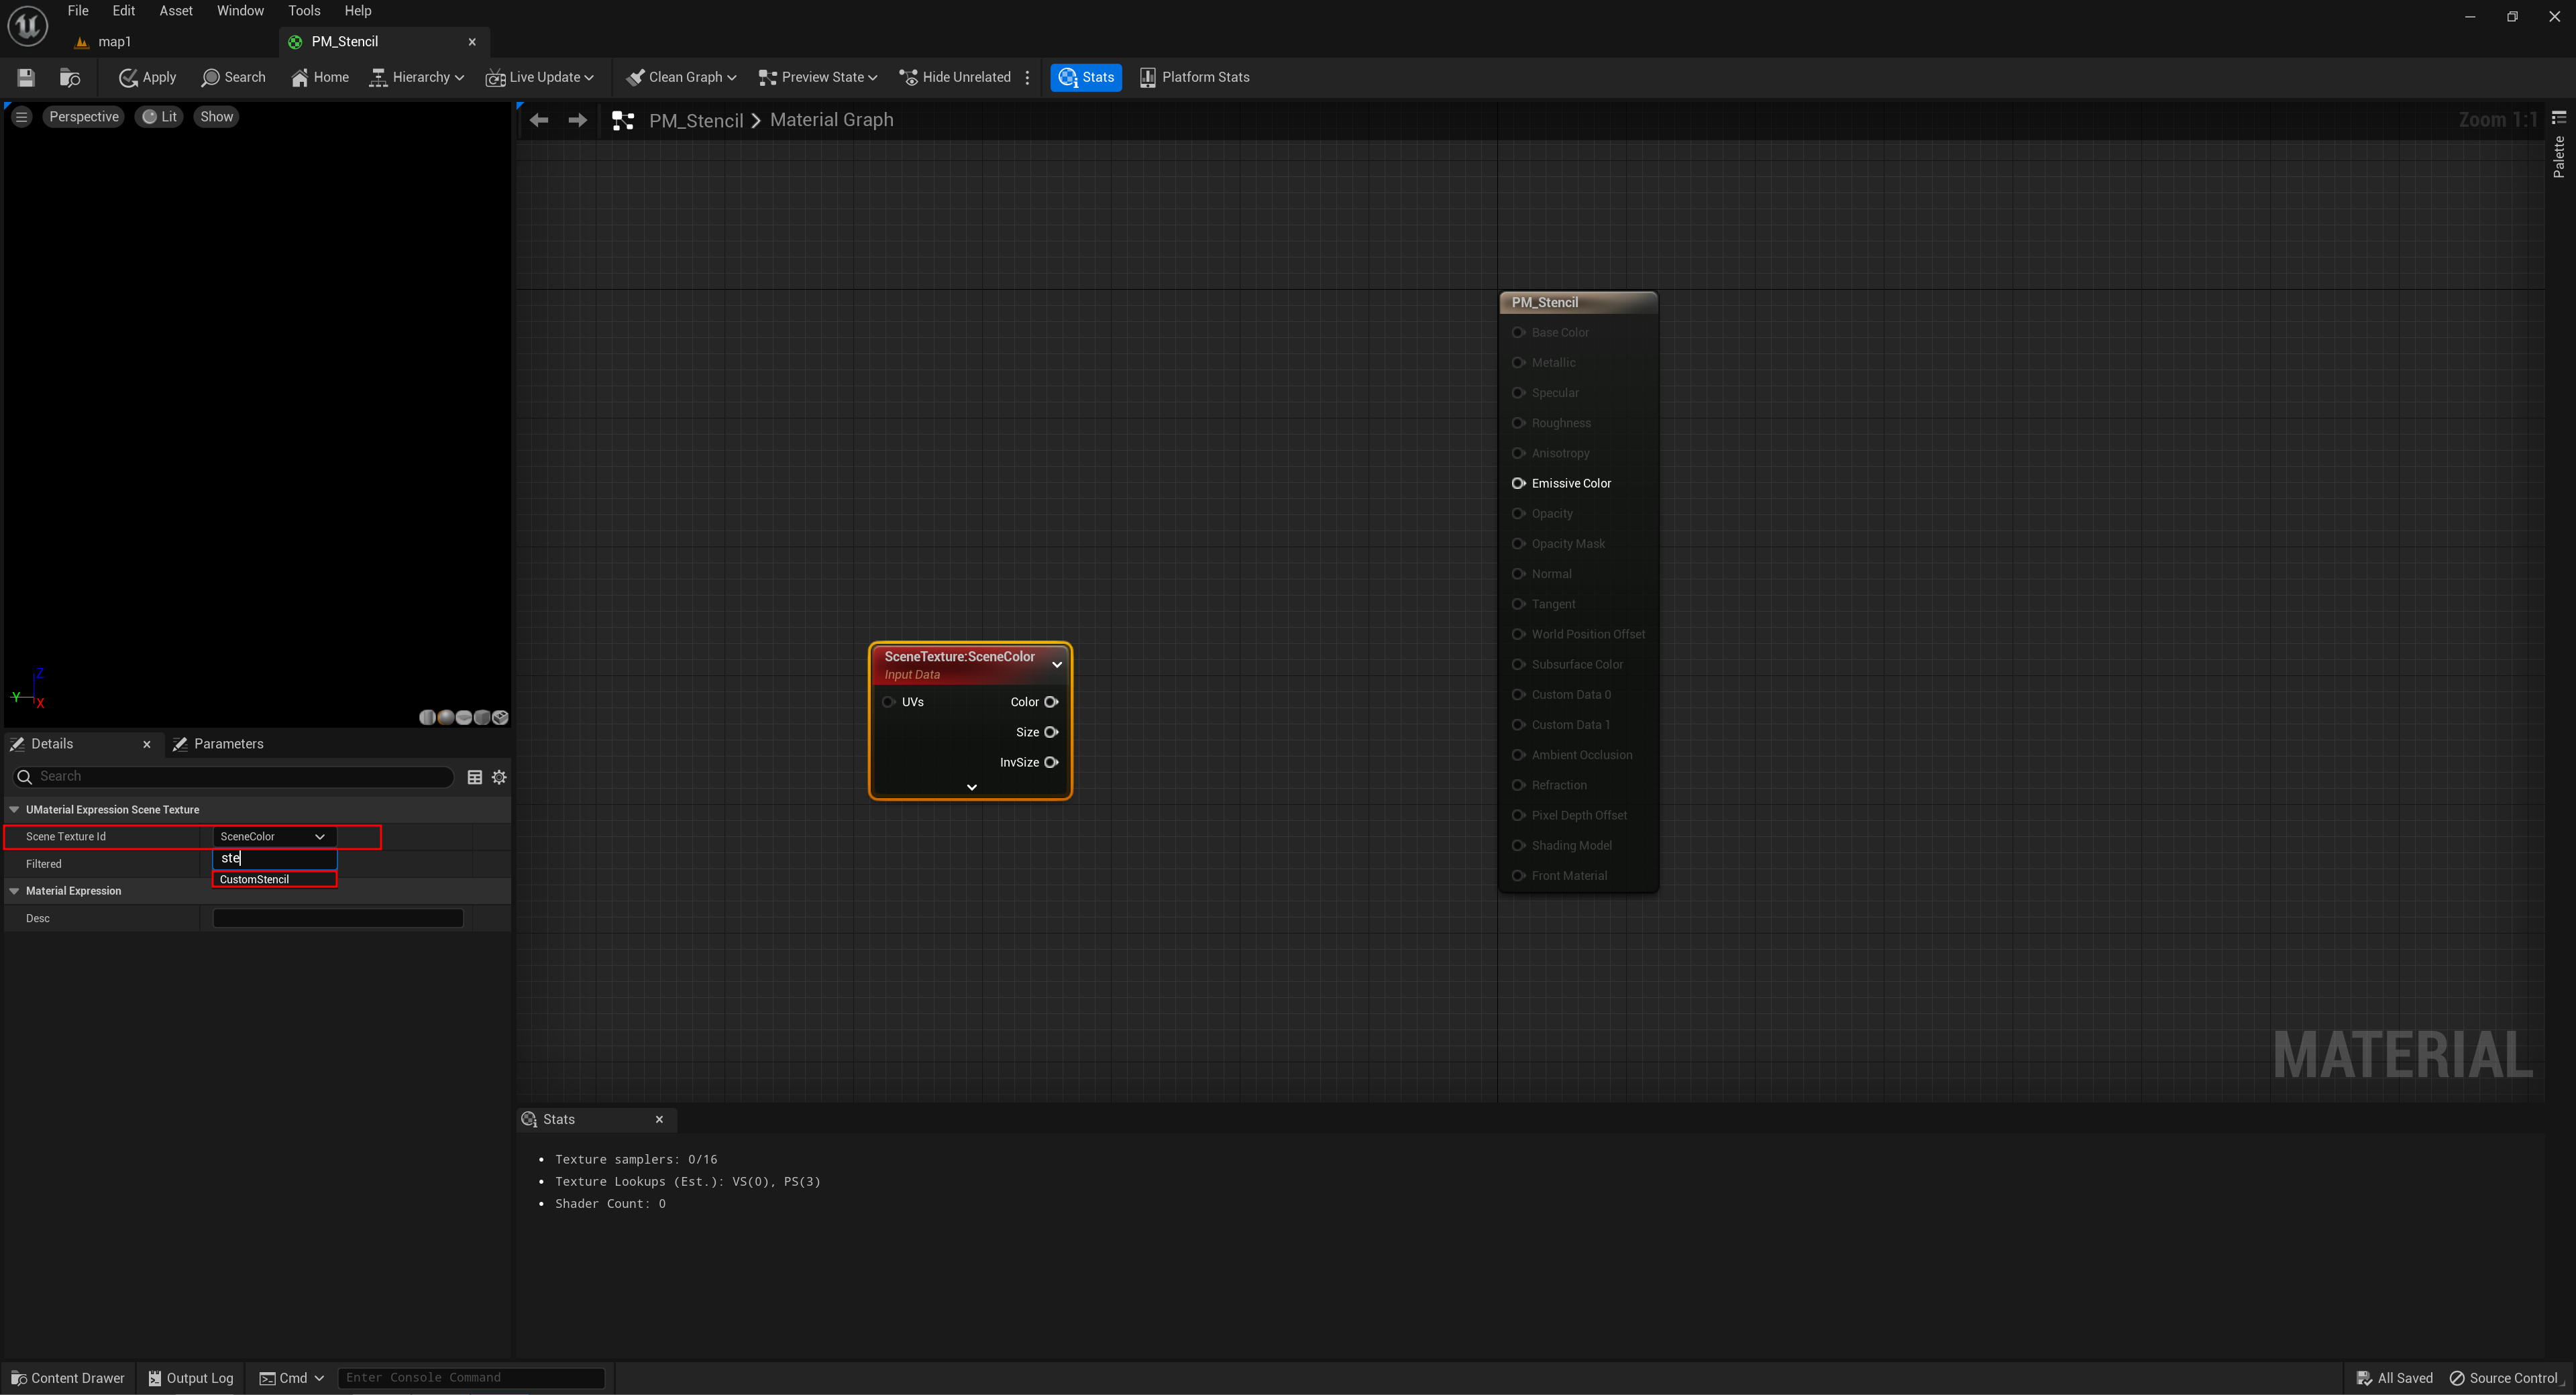 File Edit Asset Window Tools Help
map1 PM_Stencil
Apply Search Home Hierarchy Live Update Clean Graph Preview State Hide Unrelated Stats Platform Stats
Perspective Lit Show
PM_Stencil Material Graph Zoom 1:1
Palette
PM_Stencil
Base Color
Metallic
Specular
Roughness
Anisotropy
Emissive Color
Opacity
Opacity Mask
Normal
Tangent
World Position Offset
Subsurface Color
Custom Data 0
Custom Data 1
Ambient Occlusion
Refraction
Pixel Depth Offset
Shading Model
Front Material
SceneTexture:SceneColor
Input Data
UVs Color
Size
InvSize
Z
Y
X
Details Parameters
Search
UMaterial Expression Scene Texture
Scene Texture Id SceneColor
ste
Filtered
CustomStencil
Material Expression
Desc
MATERIAL
Stats
• Texture samplers: 0/16
• Texture Lookups (Est.): VS(0), PS(3)
• Shader Count: 0
Content Drawer Output Log Cmd Enter Console Command All Saved Source Control